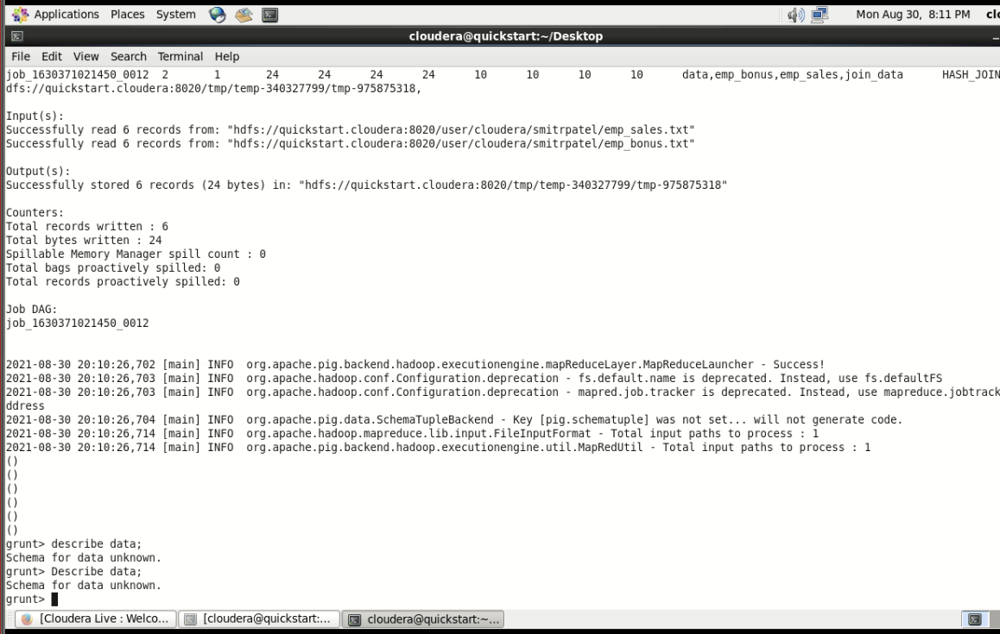 Applications Places System Mon Aug 30, 8:11 PM clo
cloudera@quickstart:~/Desktop
File Edit View Search Terminal Help
job_1630371021450_0012 2 1 24 24 24 24 10 10 10 10 data,emp_bonus,emp_sales,join_data HASH_JOIN
dfs://quickstart.cloudera:8020/tmp/temp-340327799/tmp-975875318,
Input(s):
Successfully read 6 records from: "hdfs://quickstart.cloudera:8020/user/cloudera/smitrpatel/emp_sales.txt"
Successfully read 6 records from: "hdfs://quickstart.cloudera:8020/user/cloudera/smitrpatel/emp_bonus.txt"
Output(s):
Successfully stored 6 records (24 bytes) in: "hdfs://quickstart.cloudera:8020/tmp/temp-340327799/tmp-975875318"
Counters:
Total records written : 6
Total bytes written : 24
Spillable Memory Manager spill count : 0
Total bags proactively spilled: 0
Total records proactively spilled: 0
Job DAG:
job_1630371021450_0012
2021-08-30 20:10:26,702 [main] INFO org.apache.pig.backend.hadoop.executionengine.mapReduceLayer.MapReduceLauncher - Success!
2021-08-30 20:10:26,703 [main] INFO org.apache.hadoop.conf.Configuration.deprecation - fs.default.name is deprecated. Instead, use fs.defaultFS
2021-08-30 20:10:26,703 [main] INFO org.apache.hadoop.conf.Configuration.deprecation - mapred.job.tracker is deprecated. Instead, use mapreduce.jobtrack
ddress
2021-08-30 20:10:26,704 [main] INFO org.apache.pig.data.SchemaTupleBackend - Key [pig.schematuple] was not set... will not generate code.
2021-08-30 20:10:26,714 [main] INFO org.apache.hadoop.mapreduce.lib.input.FileInputFormat - Total input paths to process : 1
2021-08-30 20:10:26,714 [main] INFO org.apache.pig.backend.hadoop.executionengine.util.MapRedUtil - Total input paths to process : 1
()
()
()
()
()
()
grunt> describe data;
Schema for data unknown.
grunt> Describe data;
Schema for data unknown.
grunt>
[Cloudera Live : Welco... [cloudera@quickstart:... cloudera@quickstart:~...